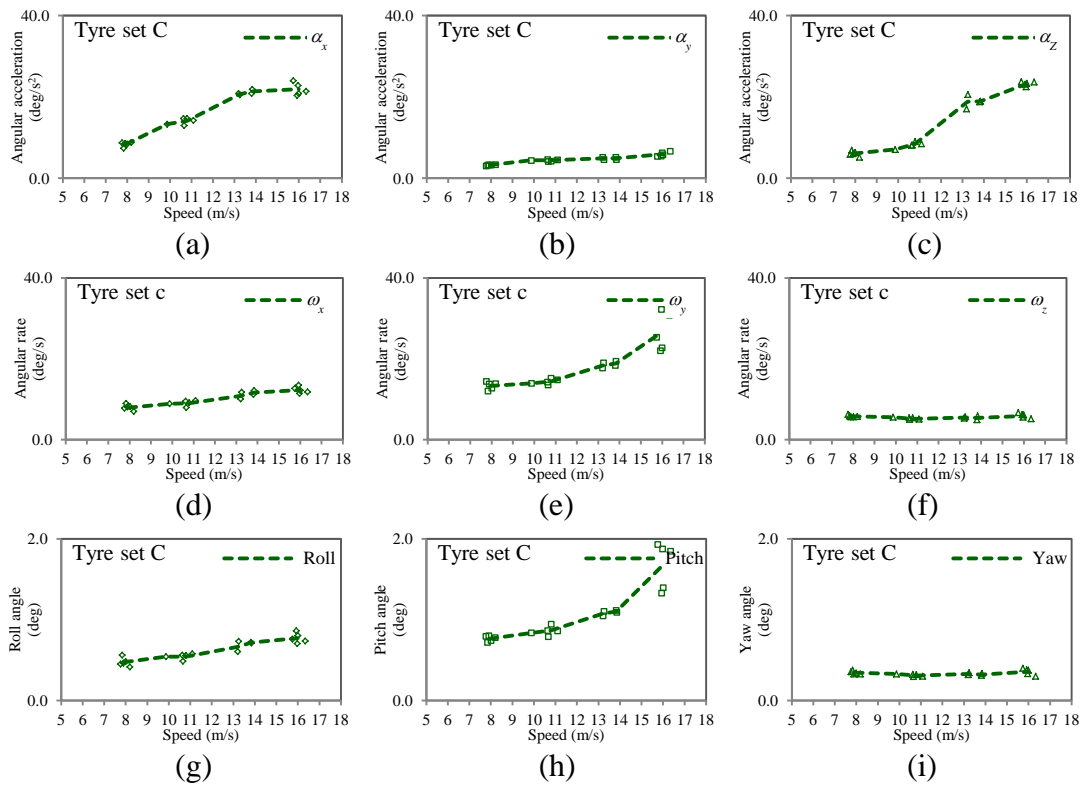 40.0
Tyre set C
αx
Angular acceleration
(deg/s²)
0.0
5 6 7 8 9 10 11 12 13 14 15 16 17 18
Speed (m/s)
(a)
40.0
Tyre set C
αy
Angular acceleration
(deg/s²)
0.0
5 6 7 8 9 10 11 12 13 14 15 16 17 18
Speed (m/s)
(b)
40.0
Tyre set C
αZ
Angular acceleration
(deg/s²)
0.0
5 6 7 8 9 10 11 12 13 14 15 16 17 18
Speed (m/s)
(c)
40.0
Tyre set c
ωx
Angular rate
(deg/s)
0.0
5 6 7 8 9 10 11 12 13 14 15 16 17 18
Speed (m/s)
(d)
40.0
Tyre set c
ωy
Angular rate
(deg/s)
0.0
5 6 7 8 9 10 11 12 13 14 15 16 17 18
Speed (m/s)
(e)
40.0
Tyre set c
ωz
Angular rate
(deg/s)
0.0
5 6 7 8 9 10 11 12 13 14 15 16 17 18
Speed (m/s)
(f)
2.0
Tyre set C
Roll
Roll angle
(deg)
0.0
5 6 7 8 9 10 11 12 13 14 15 16 17 18
Speed (m/s)
(g)
2.0
Tyre set C
Pitch
Pitch angle
(deg)
0.0
5 6 7 8 9 10 11 12 13 14 15 16 17 18
Speed (m/s)
(h)
2.0
Tyre set C
Yaw
Yaw angle
(deg)
0.0
5 6 7 8 9 10 11 12 13 14 15 16 17 18
Speed (m/s)
(i)